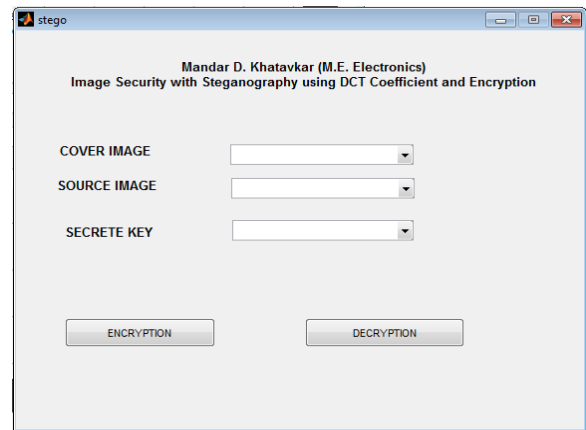 stego
Mandar D. Khatavkar (M.E. Electronics)
Image Security with Steganography using DCT Coefficient and Encryption
COVER IMAGE
SOURCE IMAGE
SECRETE KEY
ENCRYPTION
DECRYPTION